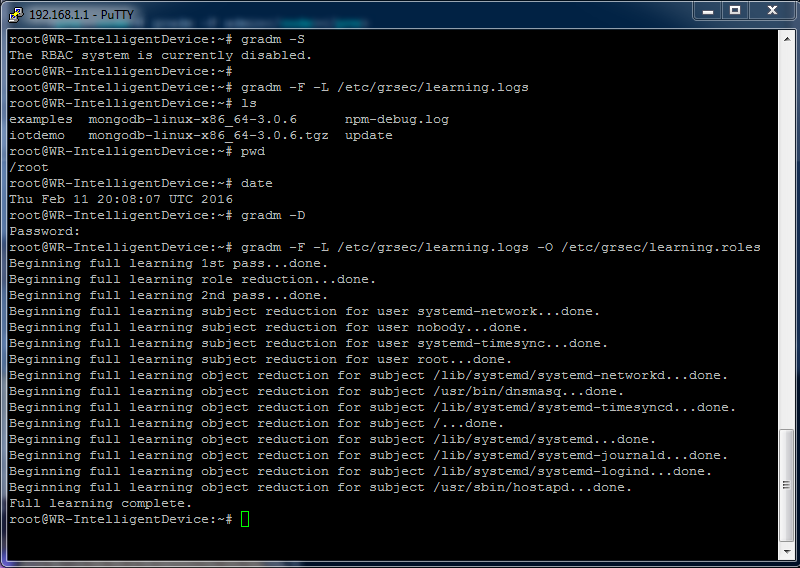 192.168.1.1 - PuTTY
root@WR-IntelligentDevice:~# gradm -S
The RBAC system is currently disabled.
root@WR-IntelligentDevice:~#
root@WR-IntelligentDevice:~# gradm -F -L /etc/grsec/learning.logs
root@WR-IntelligentDevice:~# ls
examples  mongodb-linux-x86_64-3.0.6      npm-debug.log
iotdemo   mongodb-linux-x86_64-3.0.6.tgz  update
root@WR-IntelligentDevice:~# pwd
/root
root@WR-IntelligentDevice:~# date
Thu Feb 11 20:08:07 UTC 2016
root@WR-IntelligentDevice:~# gradm -D
Password:
root@WR-IntelligentDevice:~# gradm -F -L /etc/grsec/learning.logs -O /etc/grsec/learning.roles
Beginning full learning 1st pass...done.
Beginning full learning role reduction...done.
Beginning full learning 2nd pass...done.
Beginning full learning subject reduction for user systemd-network...done.
Beginning full learning subject reduction for user nobody...done.
Beginning full learning subject reduction for user systemd-timesync...done.
Beginning full learning subject reduction for user root...done.
Beginning full learning object reduction for subject /lib/systemd/systemd-networkd...done.
Beginning full learning object reduction for subject /usr/bin/dnsmasq...done.
Beginning full learning object reduction for subject /lib/systemd/systemd-timesyncd...done.
Beginning full learning object reduction for subject /...done.
Beginning full learning object reduction for subject /lib/systemd/systemd...done.
Beginning full learning object reduction for subject /lib/systemd/systemd-journald...done.
Beginning full learning object reduction for subject /lib/systemd/systemd-logind...done.
Beginning full learning object reduction for subject /usr/sbin/hostapd...done.
Full learning complete.
root@WR-IntelligentDevice:~#